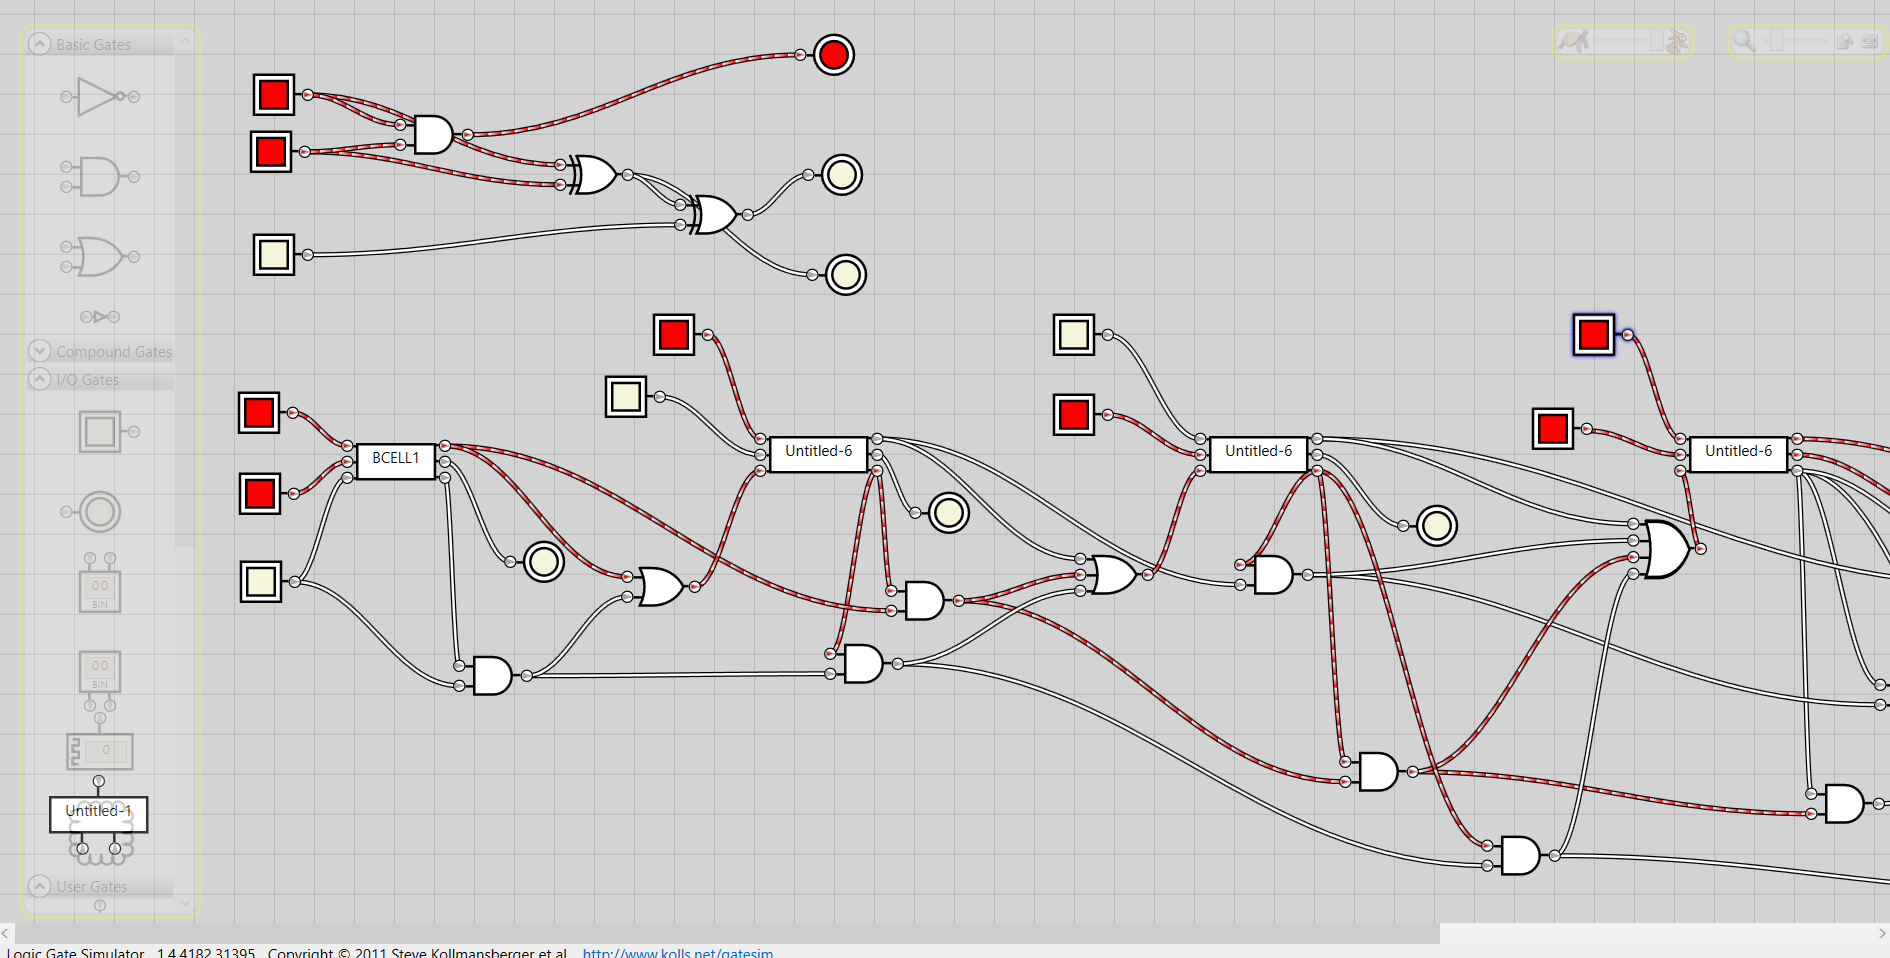 Basic Gates
Compound Gates
I/O Gates
00
BIN
00
BIN
0
Untitled-1
User Gates
BCELL1
Untitled-6
Untitled-6
Untitled-6
Logic Gate Simulator 1.4.4182.31395 Copyright © 2011 Steve Kollmansberger et al. http://www.kolls.net/gatesim